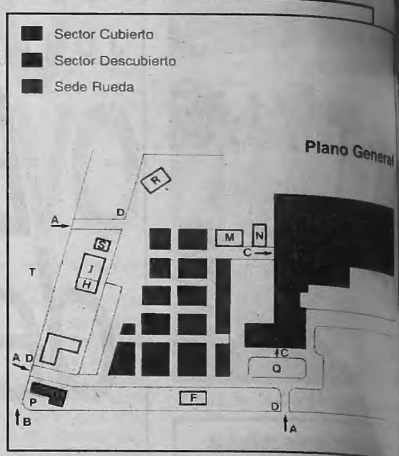 Sector Cubierto
Sector Descubierto
Sede Rueda
Plano General
R
A
D
S
M
N
C
T
I
H
A
D
C
Q
P
F
D
B
A